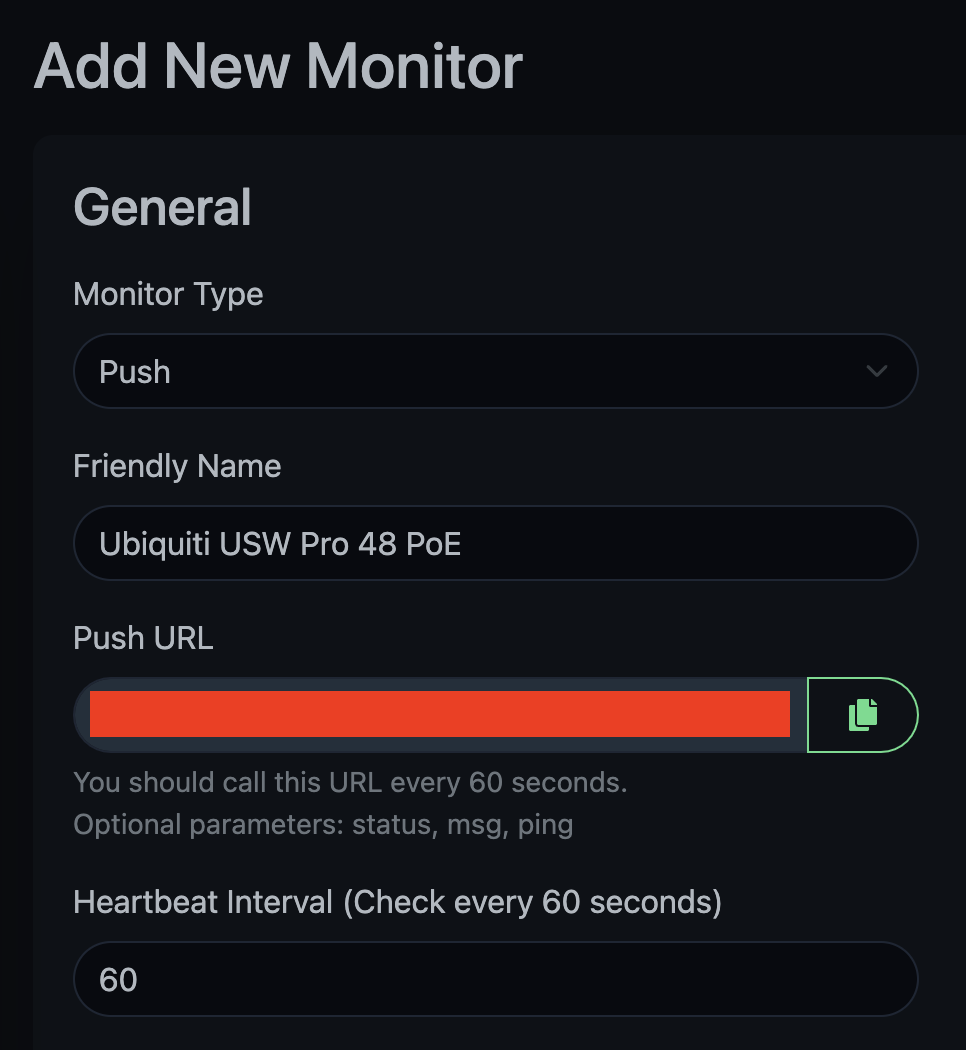 Add New Monitor
General
Monitor Type
Push
Friendly Name
Ubiquiti USW Pro 48 PoE
Push URL
You should call this URL every 60 seconds.
Optional parameters: status, msg, ping
Heartbeat Interval (Check every 60 seconds)
60